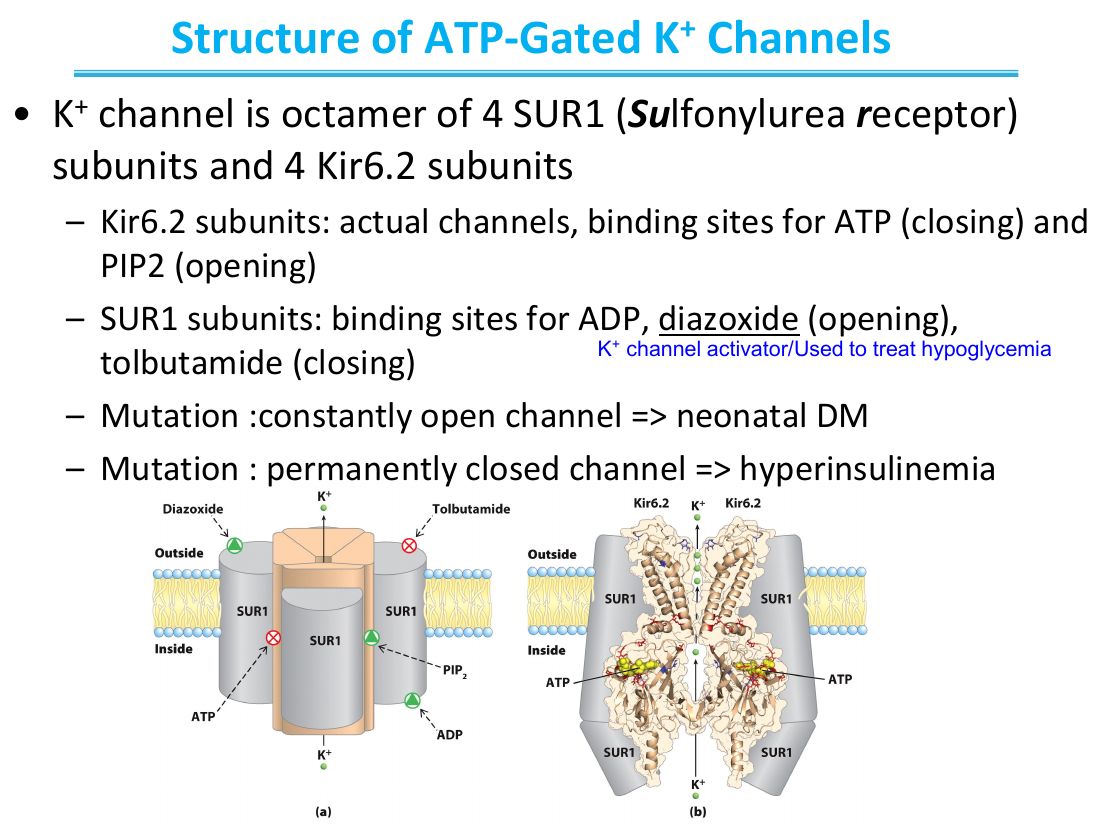 Structure of ATP-Gated K⁺ Channels
• K⁺ channel is octamer of 4 SUR1 (Sulfonylurea receptor)
subunits and 4 Kir6.2 subunits
– Kir6.2 subunits: actual channels, binding sites for ATP (closing) and
PIP2 (opening)
– SUR1 subunits: binding sites for ADP, diazoxide (opening),
K⁺ channel activator/Used to treat hypoglycemia
tolbutamide (closing)
– Mutation :constantly open channel => neonatal DM
– Mutation : permanently closed channel => hyperinsulinemia
Diazoxide
K⁺
Tolbutamide
Outside
SUR1
SUR1
SUR1
Inside
PIP₂
ATP
ADP
K⁺
(a)
Kir6.2
K⁺
Kir6.2
Outside
SUR1
SUR1
Inside
ATP
ATP
SUR1
SUR1
K⁺
(b)